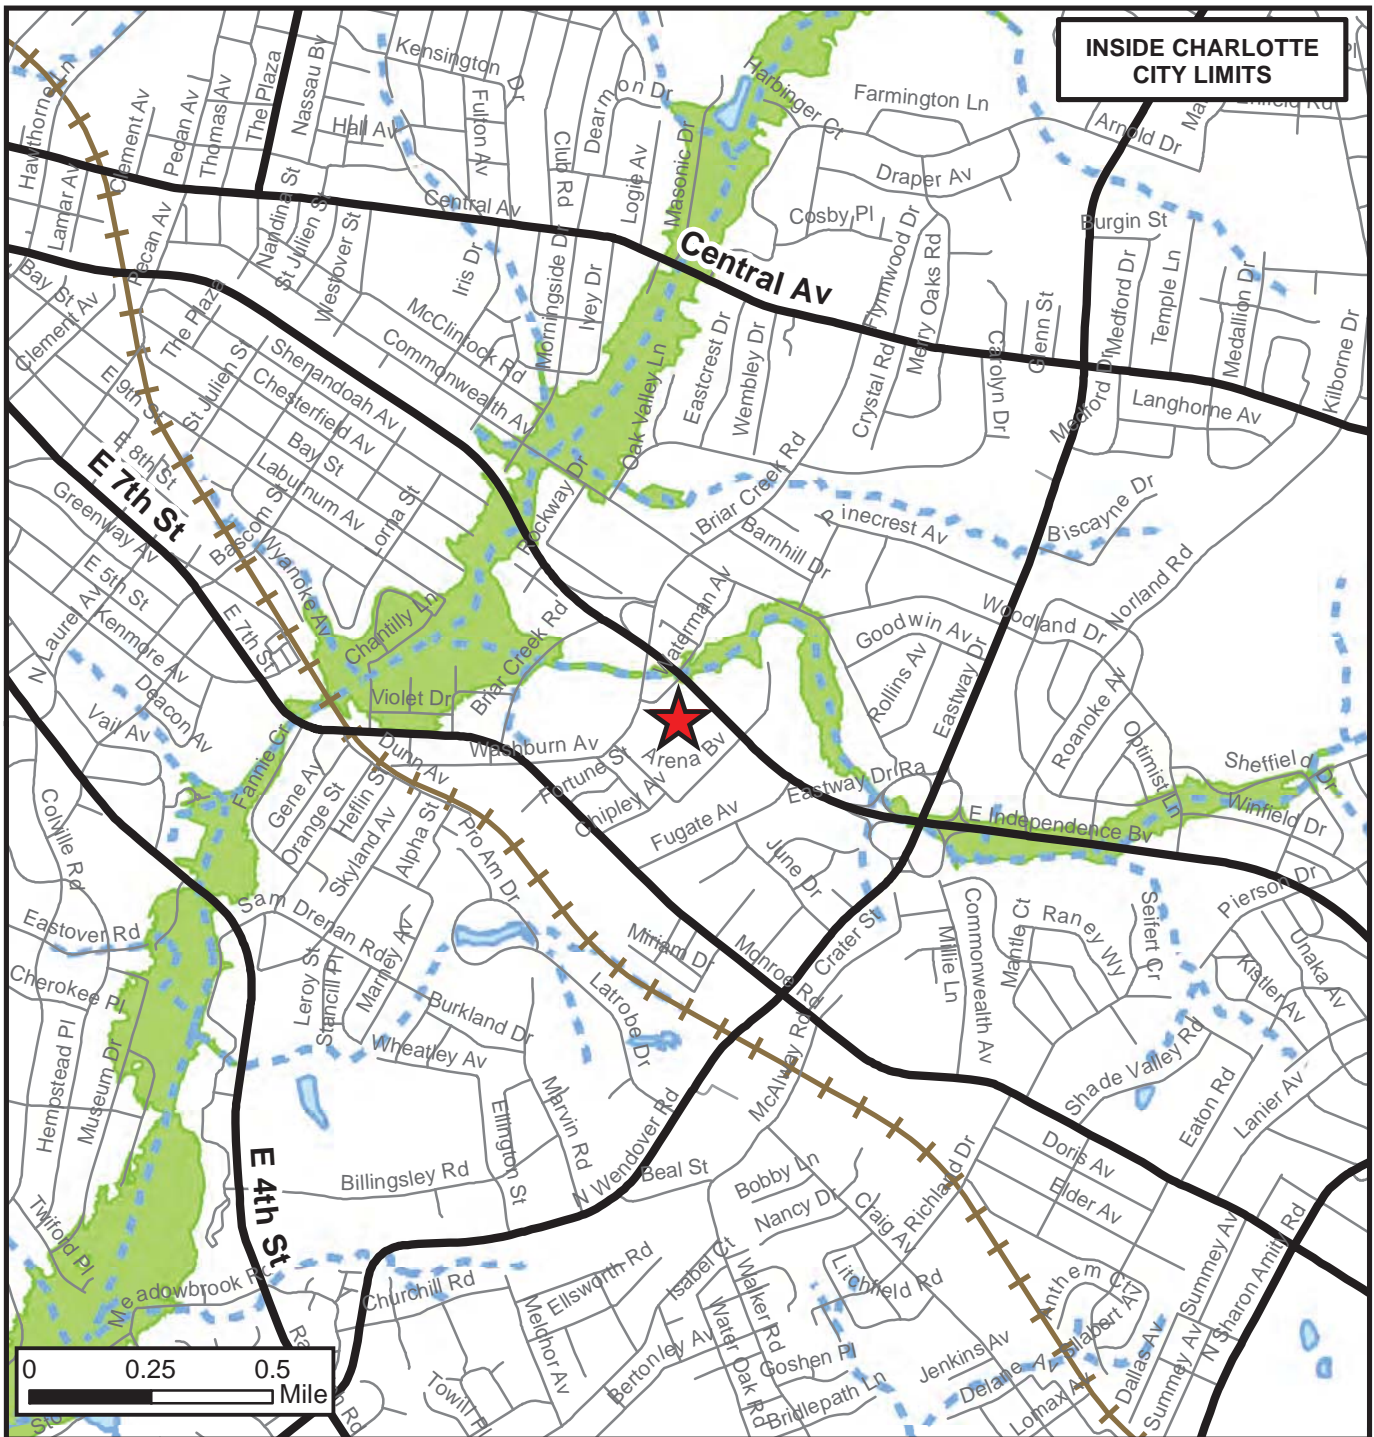 INSIDE CHARLOTTE
CITY LIMITS
Kensington Dr
Dearmon Dr
Harbinger Ct
Farmington Ln
Arnold Dr
Enfield Rd
Hawthorne Ln
Clement Av
Pecan Av
Thomas Av
The Plaza
Nassau Bv
Hall Av
Fulton Av
Club Rd
Logie Av
Masonic Dr
Draper Av
Lamar Av
Central Av
Cosby Pl
Burgin St
Pecan Av
Nandina St
St Julien St
Westover St
Iris Dr
Morningside Dr
Ivey Dr
Central Av
Flynnwood Dr
Merry Oaks Rd
Medford Dr
Temple Ln
Medallion Dr
Bay St Av
Clement Av
The Plaza
McClintock Rd
Commonwealth Av
Eastcrest Dr
Wembley Dr
Crystal Rd
Carolyn Dr
Glenn St
Medford Dr
Langhorne Av
Kilborne Dr
Shenandoah Av
Chesterfield Av
Bay St
Laburnum Av
St Julien St
E 9th St
E 8th St
E 7th St
Oak Valley Ln
Rockway Dr
Briar Creek Rd
Barnhill Dr
Pinecrest Av
Biscayne Dr
Norland Rd
Greenway Av
E 5th St
Kenmore Av
N Laurel Av
Bascom St
Wyanoke Av
Lorna St
E 7th St
Chantilly Ln
Violet Dr
Briar Creek Rd
Waterman Av
Goodwin Av
Woodland Dr
Rollins Av
Eastway Dr
Roanoke Av
Optimist Ln
Sheffield Dr
Winfield Dr
Deacon Av
Vail Av
Fannie Cr
Washburn Av
Dunn Av
Fortune St
Arena Bv
Chipley Av
Fugate Av
Eastway Dr Ra
E Independence Bv
Colville Rd
Gene Av
Orange St
Heflin St
Skyland Av
Alpha St
Pro Am Dr
June Dr
Pierson Dr
Eastover Rd
Sam Drenan Rd
Miriam Dr
Monroe Rd
Crater St
Millie Ln
Commonwealth Av
Mantle Ct
Raney Wy
Seifert Cr
Kistler Av
Unaka Av
Cherokee Pl
Leroy St
Stancill Pl
Marney Av
Burkland Dr
Latrobe Dr
Hempstead Pl
Museum Dr
Wheatley Av
McAlway Rd
Shade Valley Rd
Eaton Rd
Lanier Av
Ellington St
Marvin Rd
N Wendover Rd
Doris Av
Elder Av
Billingsley Rd
Beal St
Bobby Ln
Nancy Dr
Craig Av
Richland Dr
Twiford Pl
E 4th St
Meadowbrook Rd
Churchill Rd
Ellsworth Rd
Isabel Ct
Walker Rd
Litchfield Rd
Anthem Ct
Summey Av
N Sharon Amity Rd
Melchor Av
Bertonley Av
Water Oak Rd
Goshen Pl
Jenkins Av
Delane Av
Dallas Av
Summey Av
Towill Pl
Bridlepath Ln
Lomax Av
0 0.25 0.5
Mile